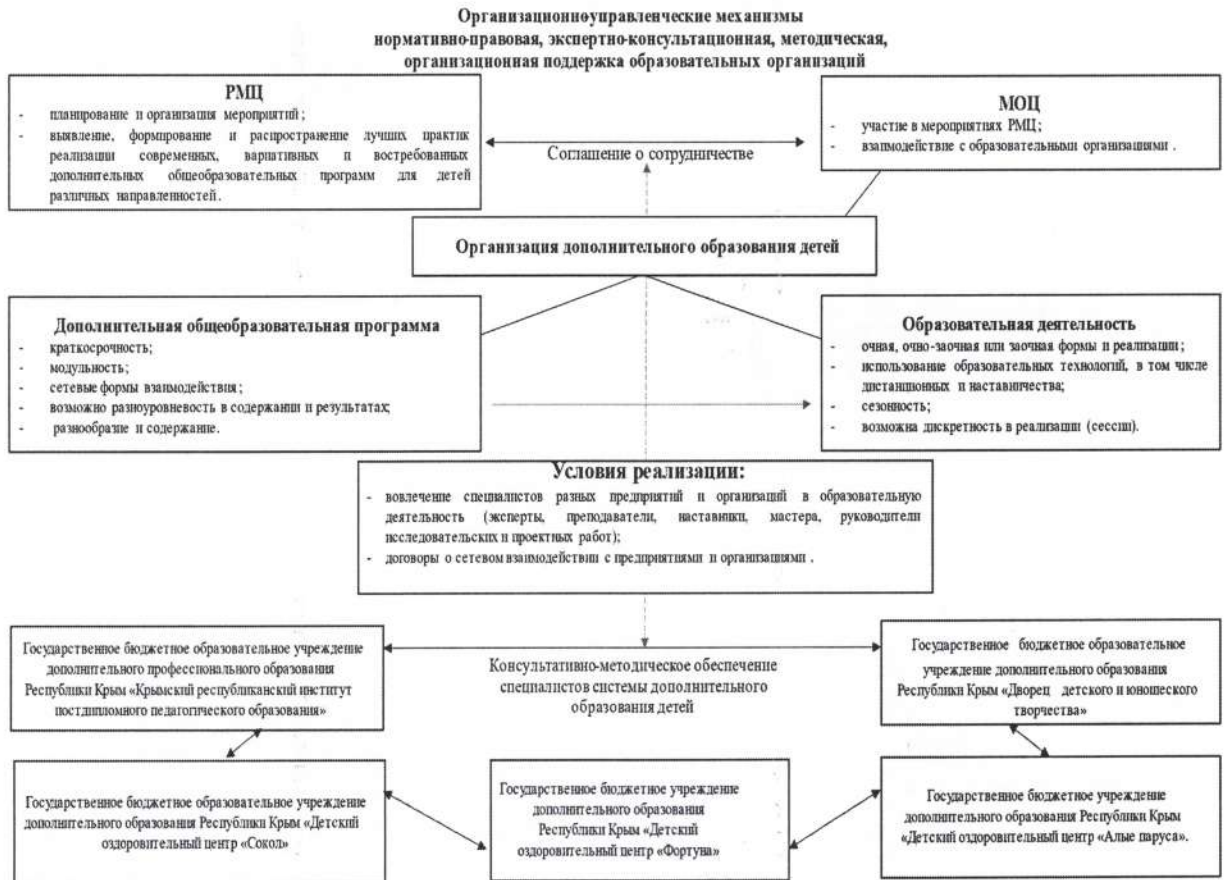 Организационноуправленческие механизмы
нормативно-правовая, экспертно-консультационная, методическая,
организационная поддержка образовательных организаций
РМЦ
- планирование и организация мероприятий;
- выявление, формирование и распространение лучших практик
реализации современных, вариативных и востребованных
дополнительных общеобразовательных программ для детей
различных направленностей.
Соглашение о сотрудничестве
МОЦ
- участие в мероприятиях РМЦ;
- взаимодействие с образовательными организациями .
Организация дополнительного образования детей
Дополнительная общеобразовательная программа
- краткосрочность;
- модульность;
- сетевые формы взаимодействия;
- возможно разноуровневость в содержании и результатах;
- разнообразие и содержание.
Образовательная деятельность
- очная, очно-заочная или заочная формы и реализации;
- использование образовательных технологий, в том числе
дистанционных и наставничества;
- сезонность;
- возможна дискретность в реализации (сессии).
Условия реализации:
- вовлечение специалистов разных предприятий и организаций в образовательную
деятельность (эксперты, преподаватели, наставники, мастера, руководители
исследовательских и проектных работ);
- договоры о сетевом взаимодействии с предприятиями и организациями .
Государственное бюджетное образовательное учреждение
дополнительного профессионального образования
Республики Крым «Крымский республиканский институт
постдипломного педагогического образования»
Консультативно-методическое обеспечение
специалистов системы дополнительного
образования детей
Государственное бюджетное образовательное
учреждение дополнительного образования
Республики Крым «Дворец детского и юношеского
творчества»
Государственное бюджетное образовательное учреждение
дополнительного образования Республики Крым «Детский
оздоровительный центр «Сокол»
Государственное бюджетное учреждение
дополнительного образования
Республики Крым «Детский
оздоровительный центр «Фортуна»
Государственное бюджетное учреждение
дополнительного образования Республики Крым
«Детский оздоровительный центр «Алые паруса».